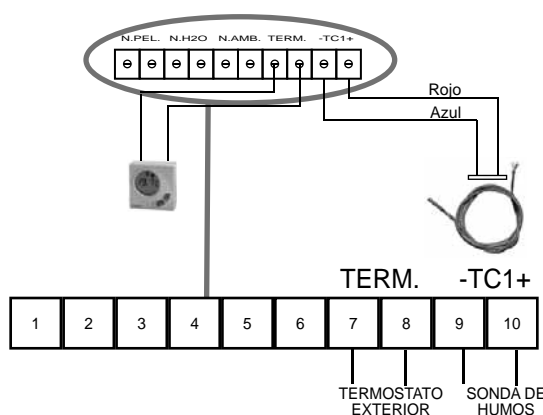 N.PEL. N.H2O N.AMB. TERM. -TC1+
Rojo
Azul
TERM. -TC1+
1 2 3 4 5 6 7 8 9 10
TERMOSTATO EXTERIOR
SONDA DE HUMOS